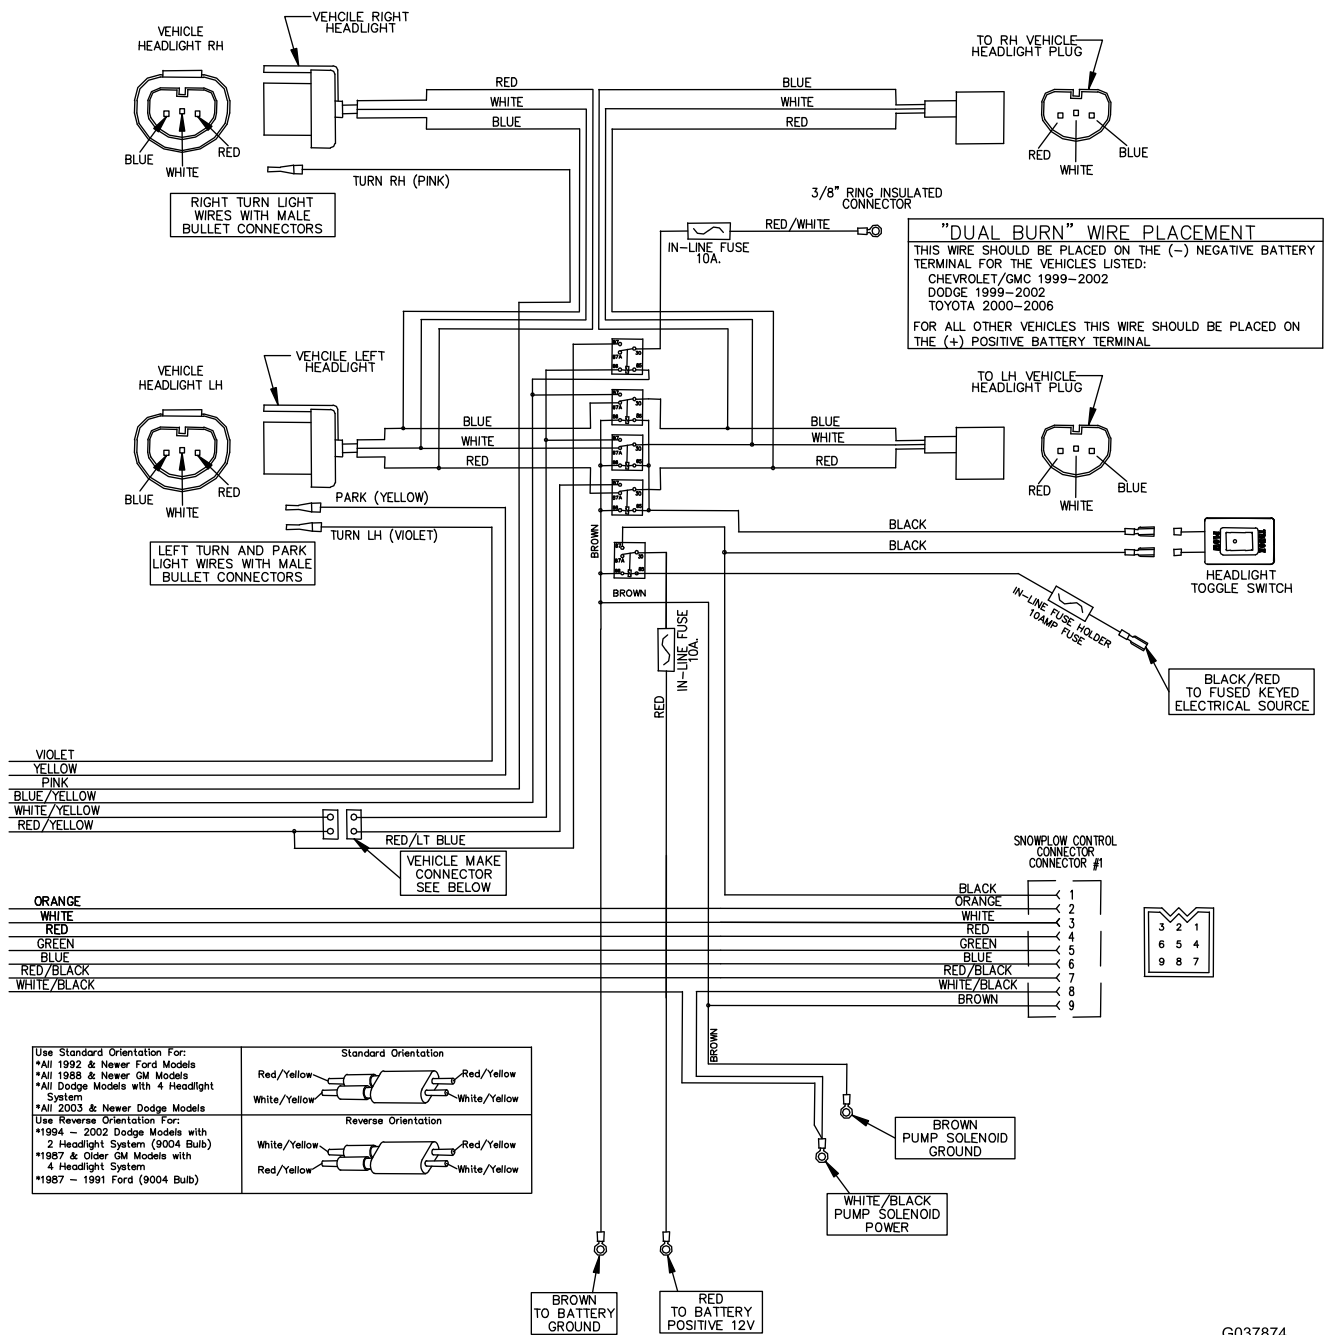 VEHICLE
HEADLIGHT RH
VEHCILE RIGHT
HEADLIGHT
RED
WHITE
BLUE
BLUE
WHITE
RED
TURN RH (PINK)
RIGHT TURN LIGHT
WIRES WITH MALE
BULLET CONNECTORS
BLUE
WHITE
RED
TO RH VEHICLE
HEADLIGHT PLUG
RED
WHITE
BLUE
3/8" RING INSULATED
CONNECTOR
RED/WHITE
IN-LINE FUSE
10A.
"DUAL BURN" WIRE PLACEMENT
THIS WIRE SHOULD BE PLACED ON THE (-) NEGATIVE BATTERY
TERMINAL FOR THE VEHICLES LISTED:
CHEVROLET/GMC 1999-2002
DODGE 1999-2002
TOYOTA 2000-2006
FOR ALL OTHER VEHICLES THIS WIRE SHOULD BE PLACED ON
THE (+) POSITIVE BATTERY TERMINAL
VEHICLE
HEADLIGHT LH
VEHCILE LEFT
HEADLIGHT
BLUE
WHITE
RED
BLUE
WHITE
RED
PARK (YELLOW)
TURN LH (VIOLET)
LEFT TURN AND PARK
LIGHT WIRES WITH MALE
BULLET CONNECTORS
87A
30
87A
30
87A
30
87A
30
BLUE
WHITE
RED
TO LH VEHICLE
HEADLIGHT PLUG
RED
WHITE
BLUE
BLACK
BLACK
HEADLIGHT
TOGGLE SWITCH
BROWN
87A
30
BROWN
IN-LINE FUSE
10A.
RED
IN-LINE FUSE HOLDER
10AMP FUSE
BLACK/RED
TO FUSED KEYED
ELECTRICAL SOURCE
VIOLET
YELLOW
PINK
BLUE/YELLOW
WHITE/YELLOW
RED/YELLOW
RED/LT BLUE
VEHICLE MAKE
CONNECTOR
SEE BELOW
ORANGE
WHITE
RED
GREEN
BLUE
RED/BLACK
WHITE/BLACK
SNOWPLOW CONTROL
CONNECTOR
CONNECTOR #1
BLACK 1
ORANGE 2
WHITE 3
RED 4
GREEN 5
BLUE 6
RED/BLACK 7
WHITE/BLACK 8
BROWN 9
3 2 1
6 5 4
9 8 7
BROWN
Use Standard Orientation For:
*All 1992 & Newer Ford Models
*All 1988 & Newer GM Models
*All Dodge Models with 4 Headlight
System
*All 2003 & Newer Dodge Models
Standard Orientation
Red/Yellow
White/Yellow
Red/Yellow
White/Yellow
Use Reverse Orientation For:
*1994 - 2002 Dodge Models with
2 Headlight System (9004 Bulb)
*1987 & Older GM Models with
4 Headlight System
*1987 - 1991 Ford (9004 Bulb)
Reverse Orientation
White/Yellow
Red/Yellow
Red/Yellow
White/Yellow
BROWN
PUMP SOLENOID
GROUND
WHITE/BLACK
PUMP SOLENOID
POWER
BROWN
TO BATTERY
GROUND
RED
TO BATTERY
POSITIVE 12V
G037874